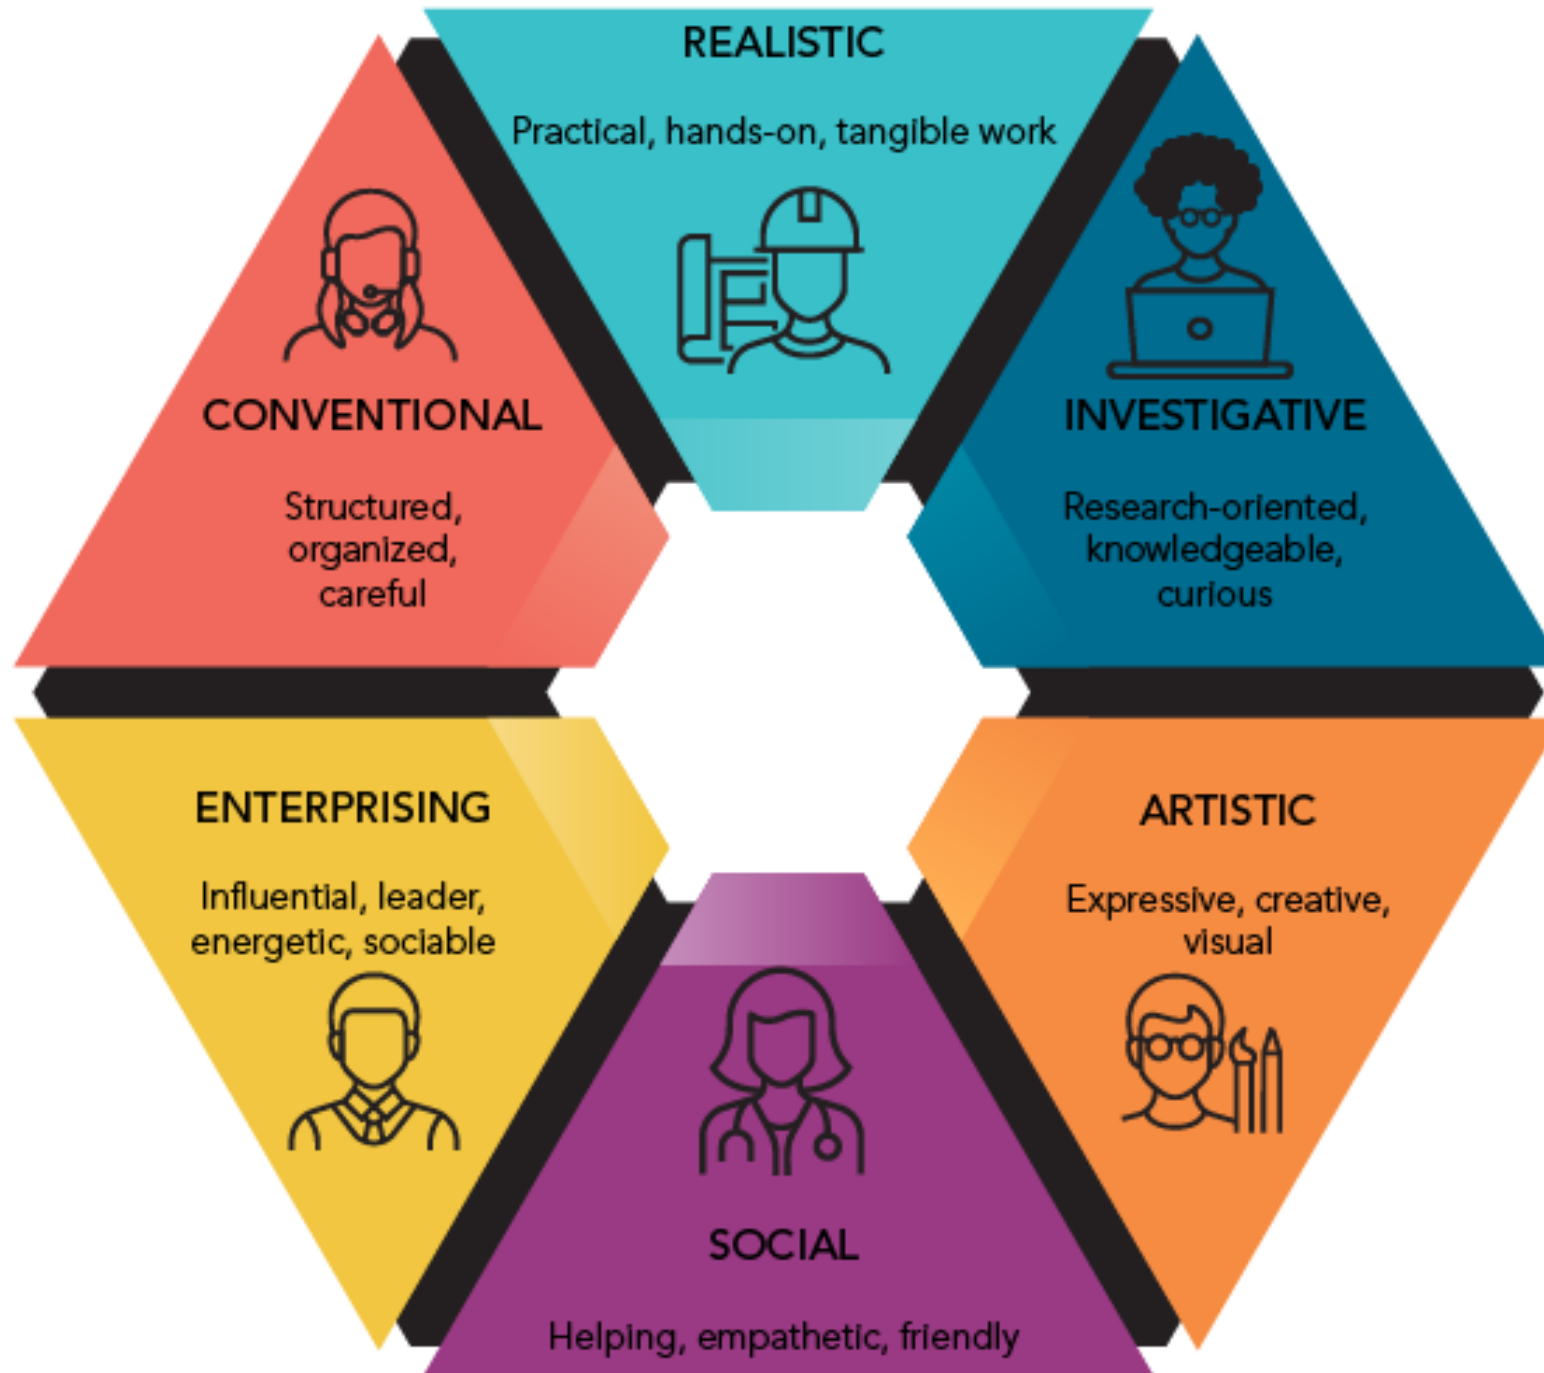 REALISTIC
Practical, hands-on, tangible work
INVESTIGATIVE
Research-oriented,
knowledgeable,
curious
ARTISTIC
Expressive, creative,
visual
SOCIAL
Helping, empathetic, friendly
ENTERPRISING
Influential, leader,
energetic, sociable
CONVENTIONAL
Structured,
organized,
careful